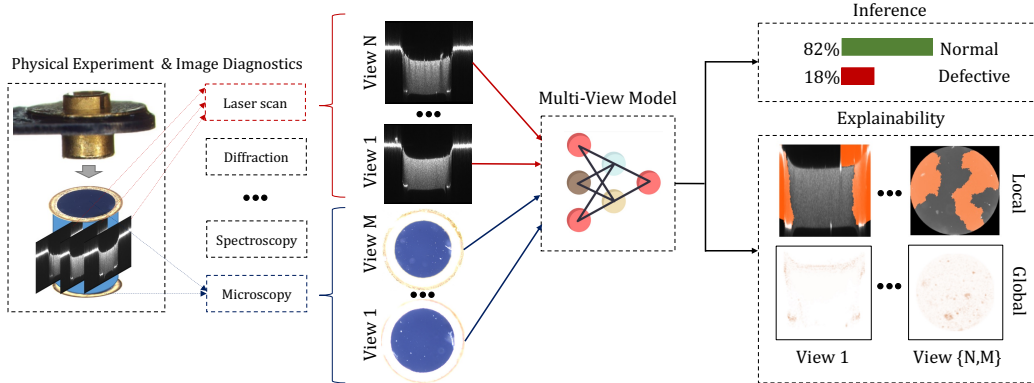 Physical Experiment & Image Diagnostics
Laser scan
Diffraction
•••
Spectroscopy
Microscopy
View N
•••
View 1
View M
•••
View 1
Multi-View Model
Inference
82% Normal
18% Defective
Explainability
•••
Local
•••
Global
View 1
View {N,M}